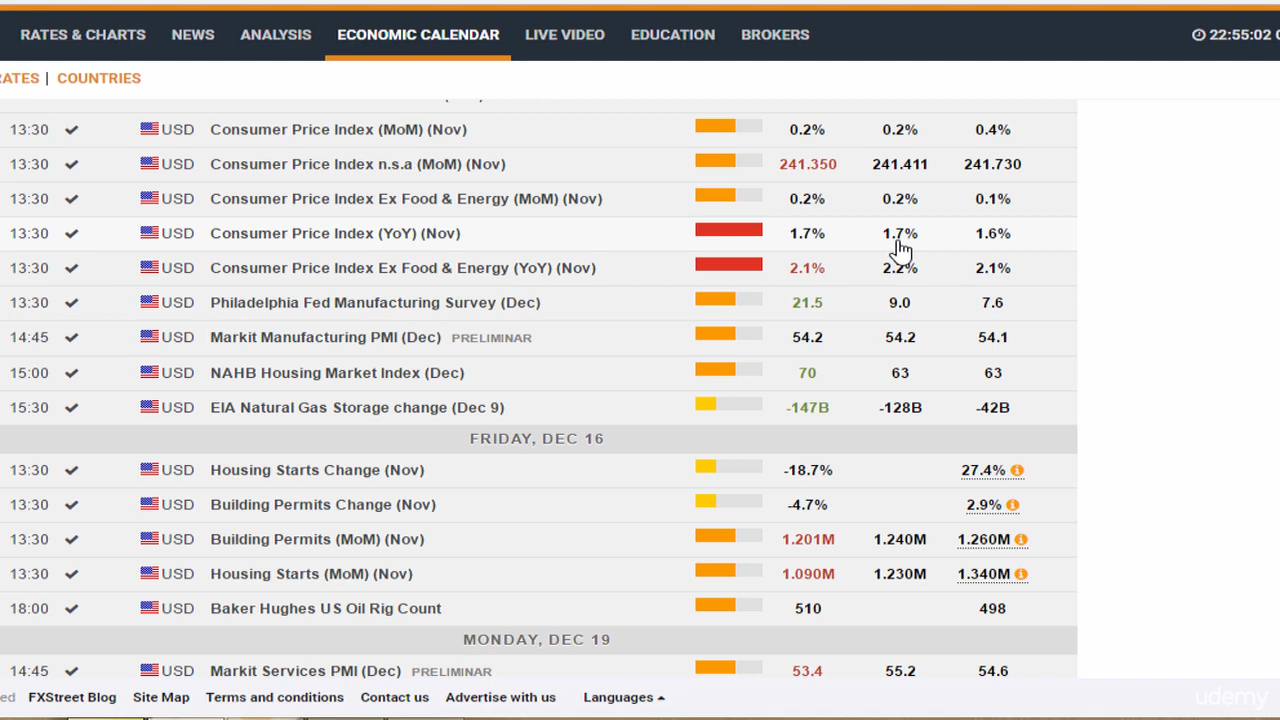 RATES & CHARTS NEWS ANALYSIS ECONOMIC CALENDAR LIVE VIDEO EDUCATION BROKERS 22:55:02
RATES | COUNTRIES
13:30 USD Consumer Price Index (MoM) (Nov) 0.2% 0.2% 0.4%
13:30 USD Consumer Price Index n.s.a (MoM) (Nov) 241.350 241.411 241.730
13:30 USD Consumer Price Index Ex Food & Energy (MoM) (Nov) 0.2% 0.2% 0.1%
13:30 USD Consumer Price Index (YoY) (Nov) 1.7% 1.7% 1.6%
13:30 USD Consumer Price Index Ex Food & Energy (YoY) (Nov) 2.1% 2.2% 2.1%
13:30 USD Philadelphia Fed Manufacturing Survey (Dec) 21.5 9.0 7.6
14:45 USD Markit Manufacturing PMI (Dec) PRELIMINAR 54.2 54.2 54.1
15:00 USD NAHB Housing Market Index (Dec) 70 63 63
15:30 USD EIA Natural Gas Storage change (Dec 9) -147B -128B -42B
FRIDAY, DEC 16
13:30 USD Housing Starts Change (Nov) -18.7% 27.4%
13:30 USD Building Permits Change (Nov) -4.7% 2.9%
13:30 USD Building Permits (MoM) (Nov) 1.201M 1.240M 1.260M
13:30 USD Housing Starts (MoM) (Nov) 1.090M 1.230M 1.340M
18:00 USD Baker Hughes US Oil Rig Count 510 498
MONDAY, DEC 19
14:45 USD Markit Services PMI (Dec) PRELIMINAR 53.4 55.2 54.6
ed FXStreet Blog Site Map Terms and conditions Contact us Advertise with us Languages
udemy